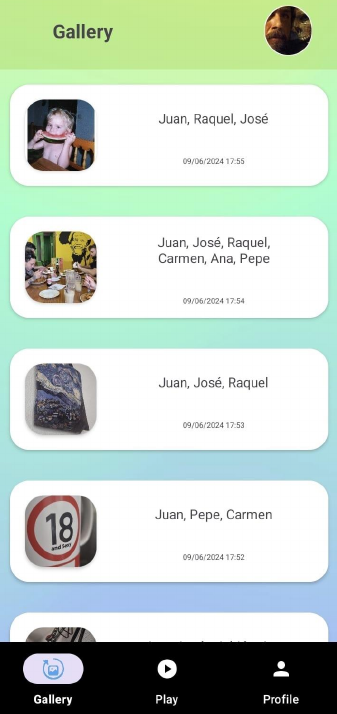 Gallery
Juan, Raquel, José
09/06/2024 17:55
Juan, José, Raquel,
Carmen, Ana, Pepe
09/06/2024 17:54
Juan, José, Raquel
09/06/2024 17:53
18
and Sexy
Juan, Pepe, Carmen
09/06/2024 17:52
Gallery
Play
Profile